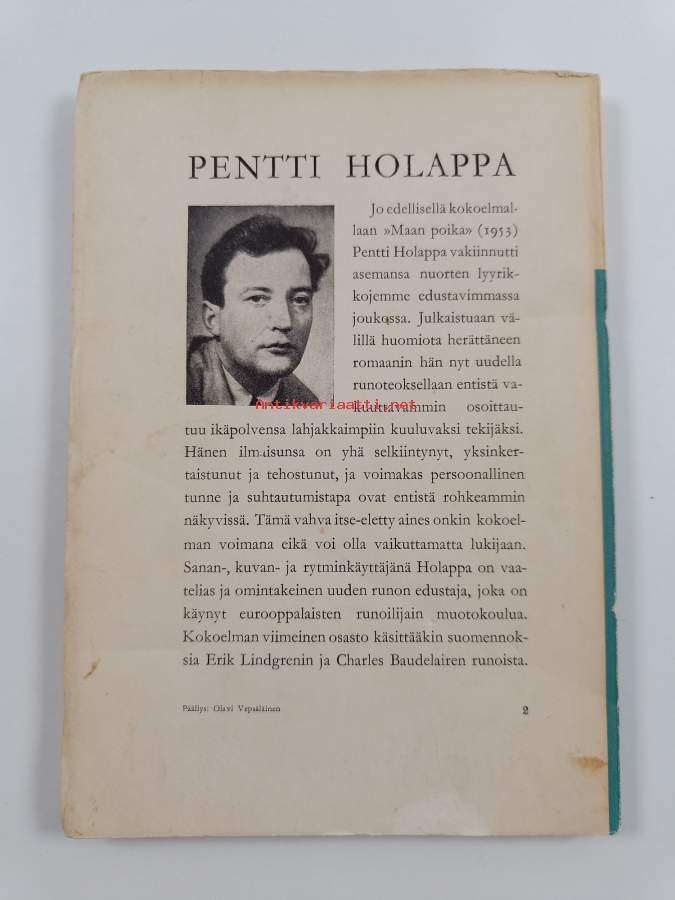 PENTTI HOLAPPA
Jo edellisellä kokoelmal-
laan »Maan poika» (1953)
Pentti Holappa vakiinnutti
asemansa nuorten lyyrik-
kojemme edustavimmassa
joukossa. Julkaistuaan vä-
lillä huomiota herättäneen
romaanin hän nyt uudella
runoteoksellaan entistä va-
Antikvariaatti.net
kuuttavammin osoittau-
tuu ikäpolvensa lahjakkaimpiin kuuluvaksi tekijäksi.
Hänen ilmaisunsa on yhä selkiintynyt, yksinker-
taistunut ja tehostunut, ja voimakas persoonallinen
tunne ja suhtautumistapa ovat entistä rohkeammin
näkyvissä. Tämä vahva itse-eletty aines onkin kokoel-
man voimana eikä voi olla vaikuttamatta lukijaan.
Sanan-, kuvan- ja rytminkäyttäjänä Holappa on vaa-
telias ja omintakeinen uuden runon edustaja, joka on
käynyt eurooppalaisten runoilijain muotokoulua.
Kokoelman viimeinen osasto käsittääkin suomennok-
sia Erik Lindgrenin ja Charles Baudelairen runoista.
Päällys: Olavi Vepsäläinen
2